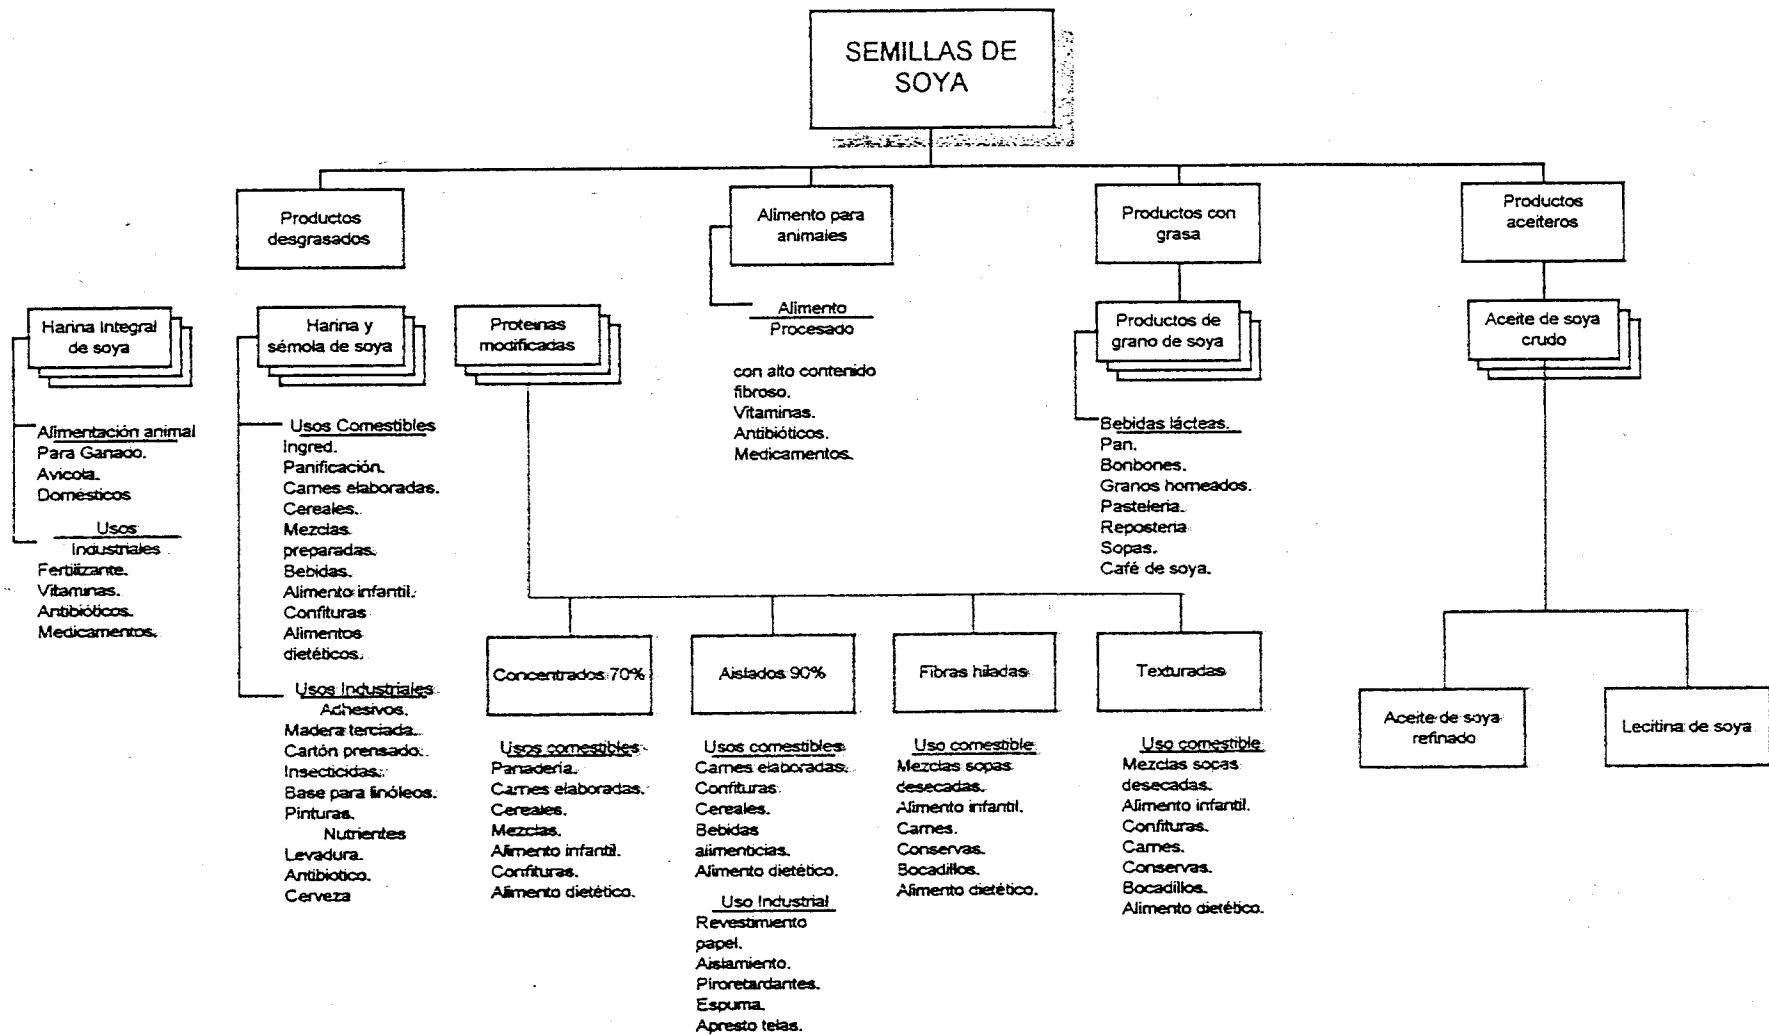 SEMILLAS DE
SOYA
Productos
desgrasados
Alimento para
animales
Productos con
grasa
Productos
aceiteros
Harina Integral
de soya
Harina y
sémola de soya
Proteinas
modificadas
Alimento
Procesado
con alto contenido
fibroso.
Vitaminas.
Antibióticos.
Medicamentos.
Productos de
grano de soya
Aceite de soya
crudo
Alimentación animal
Para Ganado.
Avicola.
Domésticos
Usos
Industriales
Fertilizante.
Vitaminas.
Antibióticos.
Medicamentos.
Usos Comestibles
Ingred.
Panificación.
Carnes elaboradas.
Cereales.
Mezclas
preparadas.
Bebidas.
Alimento infantil.
Confituras
Alimentos
dietéticos.
Usos Industriales
Adhesivos.
Madera terciada.
Cartón prensado.
Insecticidas.
Base para linóleos.
Pinturas.
Nutrientes
Levadura.
Antibiotico.
Cerveza
Bebidas lácteas.
Pan.
Bonbones.
Granos horneados.
Pasteleria.
Reposteria
Sopas.
Café de soya.
Concentrados 70%
Usos comestibles
Panadería.
Carnes elaboradas.
Cereales.
Mezclas.
Alimento infantil.
Confituras.
Alimento dietético.
Aislados 90%
Usos comestibles
Carnes elaboradas.
Confituras
Cereales.
Bebidas
alimenticias.
Alimento dietético.
Uso Industrial
Revestimiento
papel.
Aislamiento.
Piroretardantes.
Espuma.
Apresto telas.
Fibras hiladas
Uso comestible
Mezclas sopas
desecadas.
Alimento infantil.
Carnes.
Conservas.
Bocadillos.
Alimento dietético.
Texturadas
Uso comestible
Mezclas socas
desecadas.
Alimento infantil.
Confituras.
Carnes.
Conservas.
Bocadillos.
Alimento dietético.
Aceite de soya
refinado
Lecitina de soya